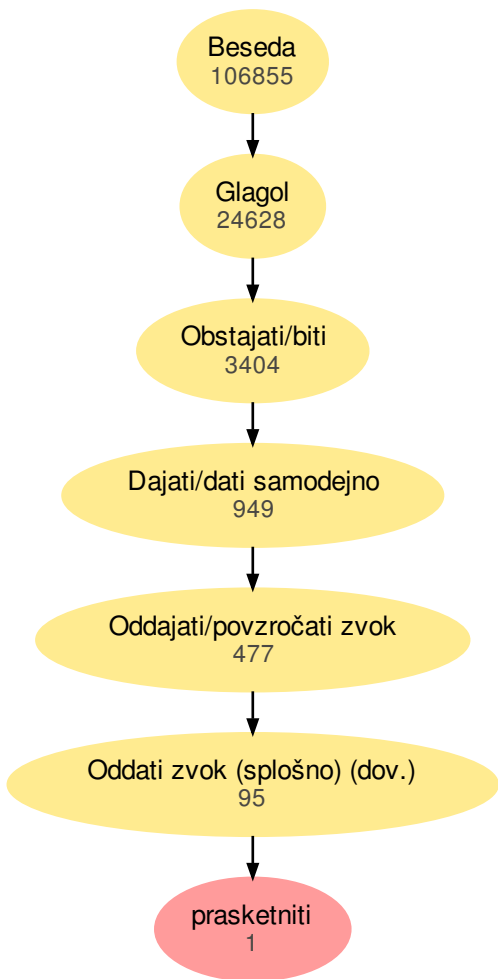 Beseda
106855
Glagol
24628
Obstajati/biti
3404
Dajati/dati samodejno
949
Oddajati/povzročati zvok
477
Oddati zvok (splošno) (dov.)
95
prasketniti
1